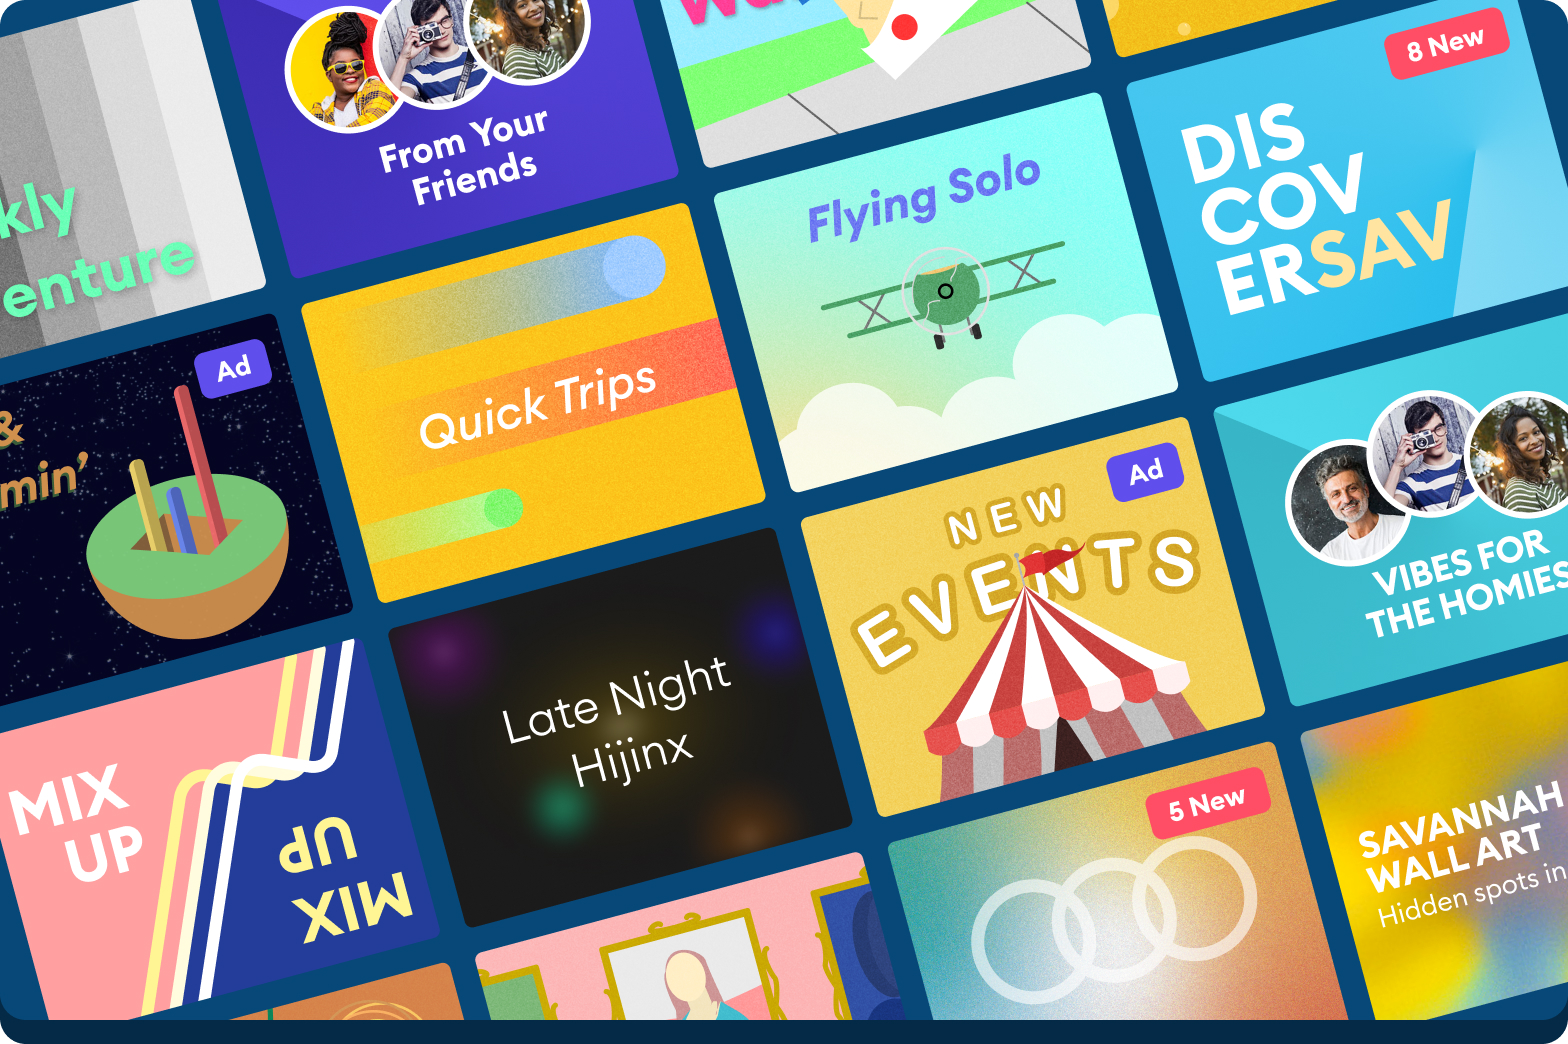 kly
enture
From Your
Friends
8 New
DIS
COV
ERSAV
Flying Solo
Ad
&
min’
Quick Trips
Ad
NEW
EVENTS
VIBES FOR
THE HOMIES
MIX
UP
MIX
UP
Late Night
Hijinx
5 New
SAVANNAH
WALL ART
Hidden spots in